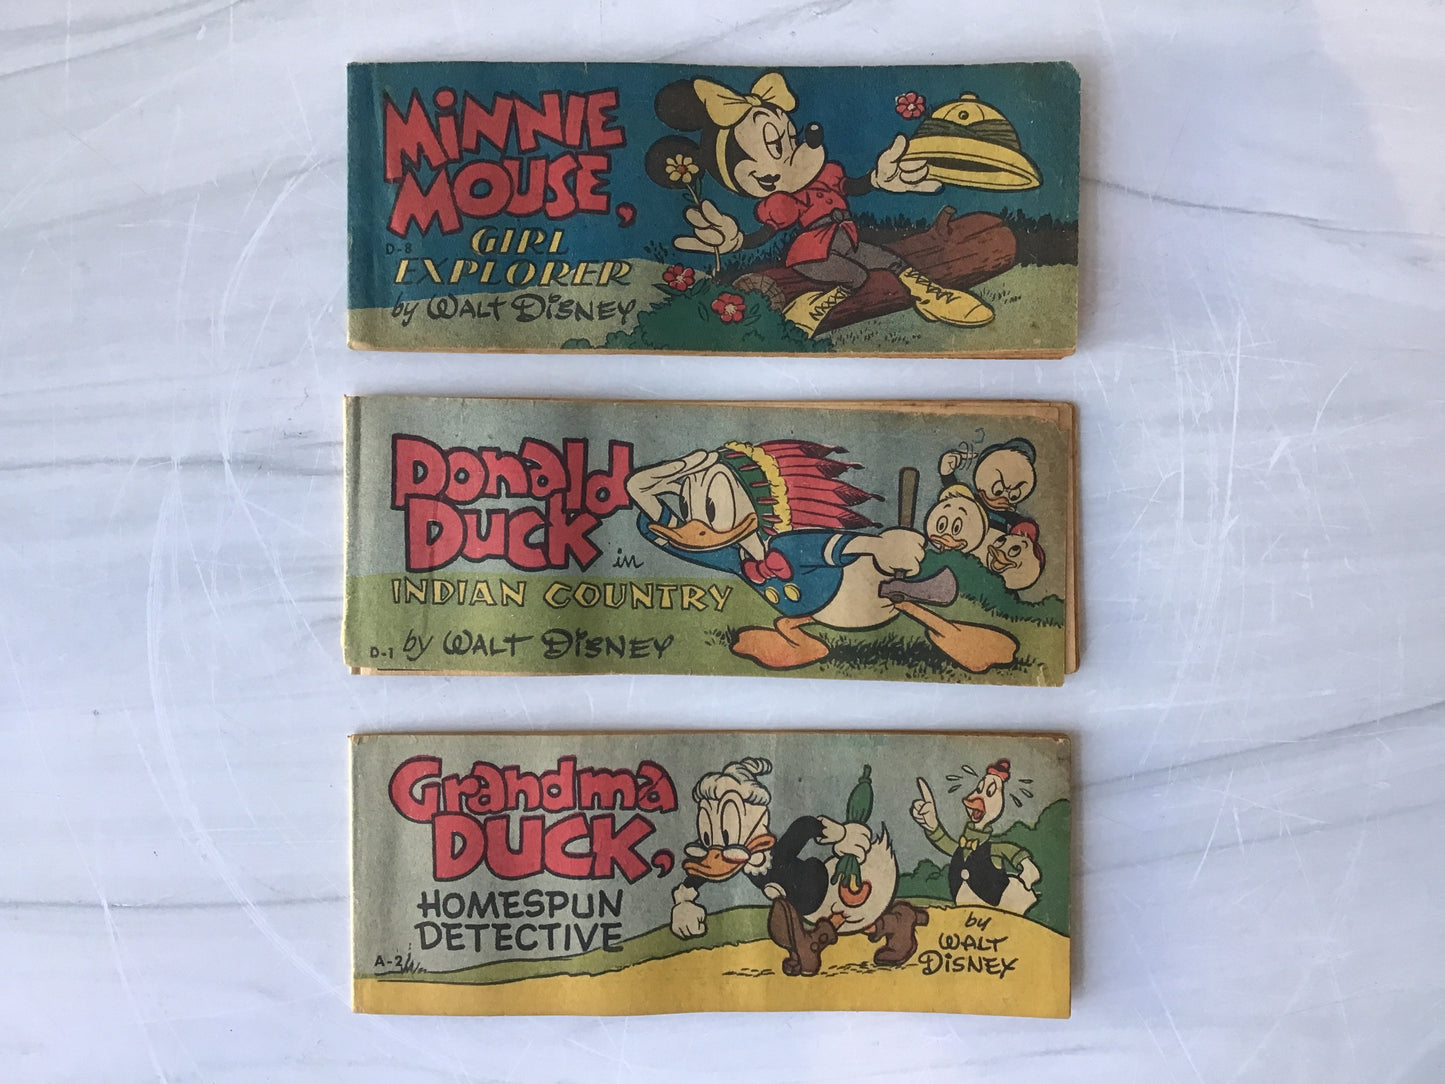 MiNNiE
MOUSE,
D-8
GIRL
EXPLORER
by WALT DiSNEY
Donald
DUCK
in
INDIAN COUNTRY
D-1
by WALT DiSNEY
Grandma
DUCK,
HOMESPUN
DETECTIVE
A-2
by
WALT
DiSNEY